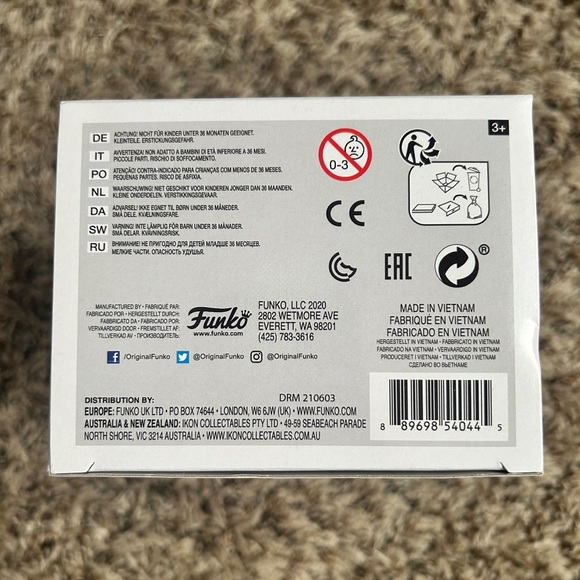 3+
DE ACHTUNG! NICHT FÜR KINDER UNTER 36 MONATEN GEEIGNET.
KLEINTEILE. ERSTICKUNGSGEFAHR.
IT AVVERTENZA! NON ADATTO A BAMBINI DI ETÀ INFERIORE A 36 MESI.
PICCOLE PARTI. RISCHIO DI SOFFOCAMENTO.
PO ATENÇÃO! CONTRA-INDICADO PARA CRIANÇAS COM MENOS DE 36 MESES.
PEQUENAS PARTES. RISCO DE ASFIXIA.
NL WAARSCHUWING! NIET GESCHIKT VOOR KINDEREN JONGER DAN 36 MAANDEN.
KLEINE ONDERDELEN. VERSTIKKINGSGEVAAR.
DA ADVARSEL! IKKE EGNET TIL BØRN UNDER 36 MÅNEDER.
SMÅ DELE. KVÆLNINGSFARE.
SW VARNING! INTE LÄMPLIG FÖR BARN UNDER 36 MÅNADER.
SMÅ DELAR. KVÄVNINGSRISK.
RU ВНИМАНИЕ! НЕ ПРИГОДНО ДЛЯ ДЕТЕЙ МЛАДШЕ 36 МЕСЯЦЕВ.
МЕЛКИЕ ЧАСТИ. ОПАСНОСТЬ УДУШЬЯ.
0-3
CE
EAC
®
MANUFACTURED BY • FABRIQUÉ PAR:
FABRICADO POR • HERGESTELLT DURCH:
FABBRICATO DA • FABRICADO POR:
VERVAARDIGD DOOR • FREMSTILLET AF:
TILLVERKAD AV • ПРОИЗВОДИТЕЛЬ:
Funko
www.funko.com
FUNKO, LLC 2020
2802 WETMORE AVE
EVERETT, WA 98201
(425) 783-3616
MADE IN VIETNAM
FABRIQUÉ EN VIETNAM
FABRICADO EN VIETNAM
HERGESTELLT IN VIETNAM • FABBRICATO IN VIETNAM
FABRICADO NA VIETNAM • VERVAARDIGD IN VIETNAM
PRODUCERET I VIETNAM • TILLVERKAD I VIETNAM
СДЕЛАНО ВО ВЬЕТНАМЕ
/OriginalFunko @OriginalFunko @OriginalFunko
DISTRIBUTION BY: DRM 210603
EUROPE: FUNKO UK LTD • PO BOX 74644 • LONDON, W6 6JW (UK) • WWW.FUNKO.COM
AUSTRALIA & NEW ZEALAND: IKON COLLECTABLES PTY LTD • 49-59 SEABEACH PARADE
NORTH SHORE, VIC 3214 AUSTRALIA • WWW.IKONCOLLECTABLES.COM.AU
8 89698 54044 5